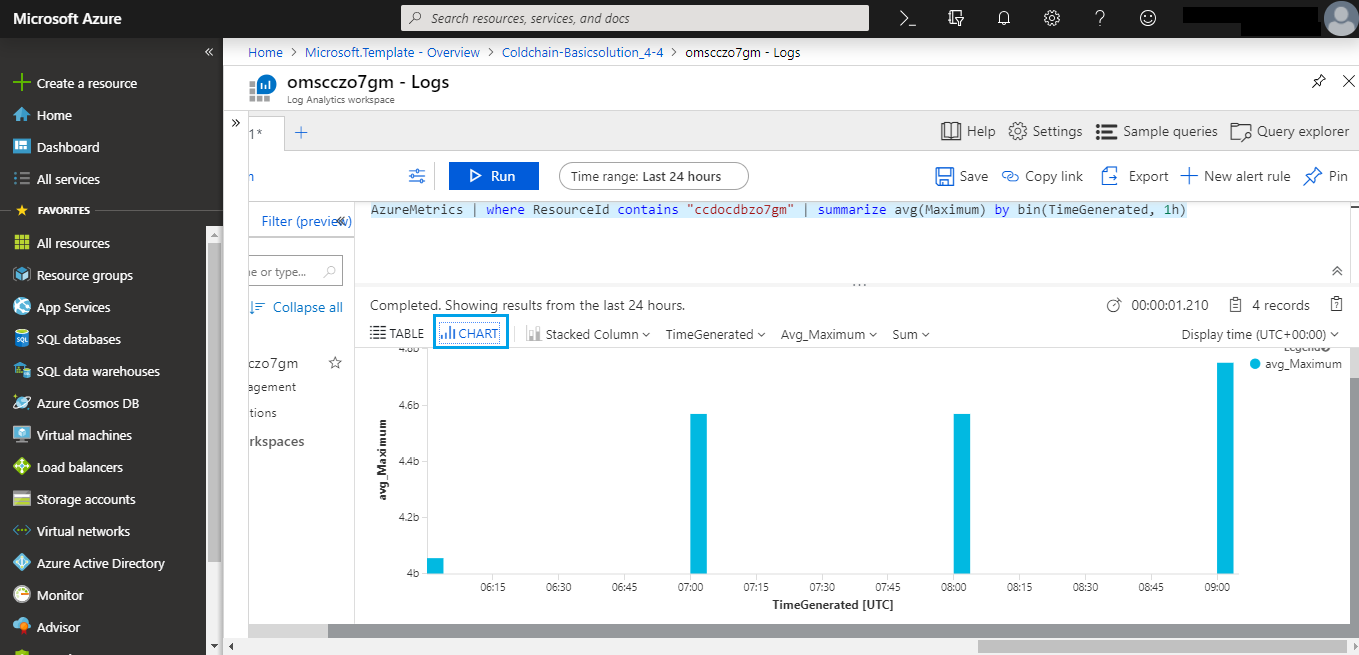 Microsoft Azure
Search resources, services, and docs
«
Home > Microsoft.Template - Overview > Coldchain-Basicsolution_4-4 > omscczo7gm - Logs
Create a resource
Home
Dashboard
All services
FAVORITES
All resources
Resource groups
App Services
SQL databases
SQL data warehouses
Azure Cosmos DB
Virtual machines
Load balancers
Storage accounts
Virtual networks
Azure Active Directory
Monitor
Advisor
omscczo7gm - Logs
Log Analytics workspace
»
1*
Help Settings Sample queries Query explorer
Run Time range: Last 24 hours Save Copy link Export New alert rule Pin
Filter (preview)
AzureMetrics | where ResourceId contains "ccdocdbzo7gm" | summarize avg(Maximum) by bin(TimeGenerated, 1h)
e or type...
Collapse all
czo7gm
agement
tions
rkspaces
Completed. Showing results from the last 24 hours. 00:00:01.210 4 records
TABLE CHART Stacked Column TimeGenerated Avg_Maximum Sum Display time (UTC+00:00)
Legend
avg_Maximum
4.8b
4.6b
4.4b
4.2b
4b
avg_Maximum
06:15 06:30 06:45 07:00 07:15 07:30 07:45 08:00 08:15 08:30 08:45 09:00
TimeGenerated [UTC]